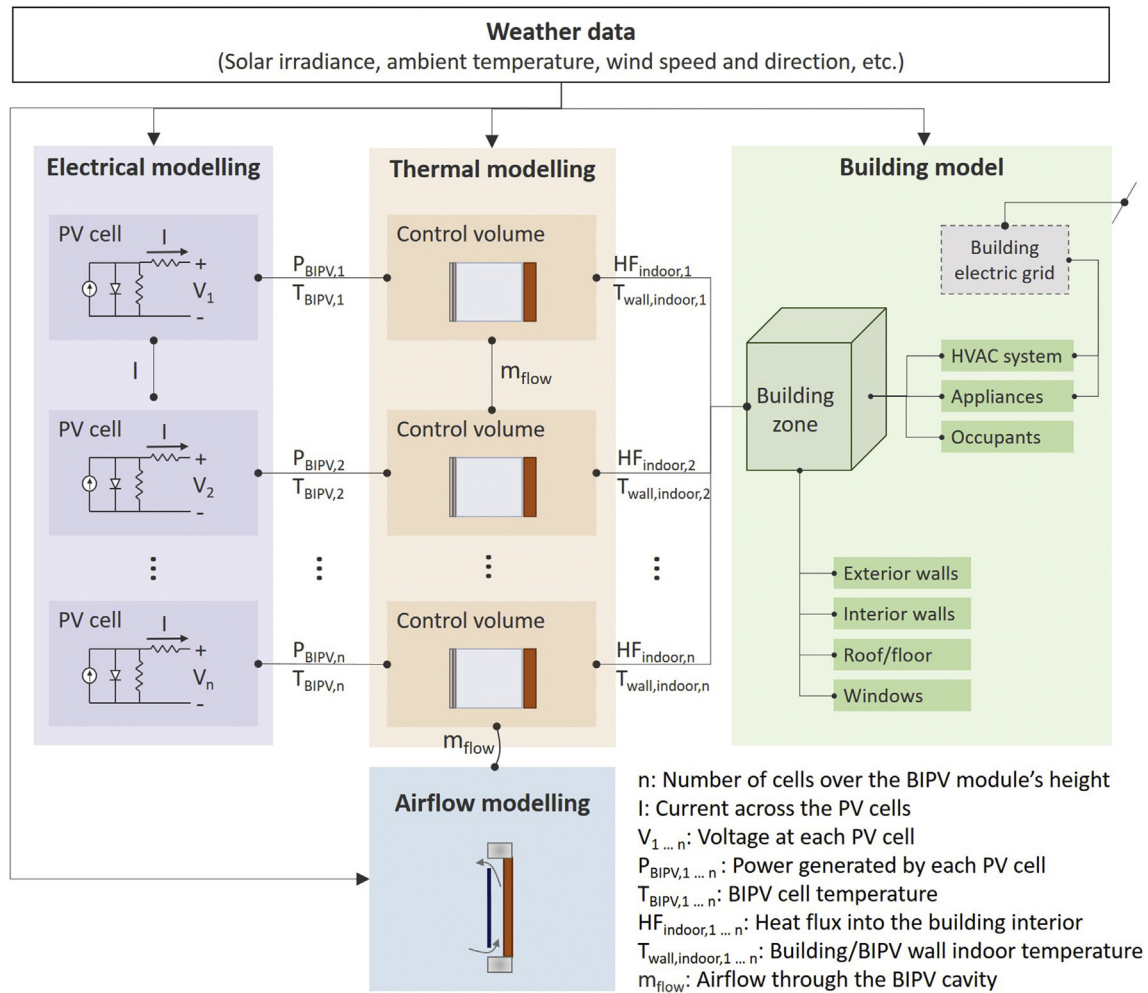 Weather data
(Solar irradiance, ambient temperature, wind speed and direction, etc.)
Electrical modelling
PV cell
I
+
V1
-
I
PV cell
I
+
V2
-
PV cell
I
+
Vn
-
PBIPV,1
TBIPV,1
PBIPV,2
TBIPV,2
PBIPV,n
TBIPV,n
Thermal modelling
Control volume
mflow
Control volume
Control volume
mflow
HFindoor,1
Twall,indoor,1
HFindoor,2
Twall,indoor,2
HFindoor,n
Twall,indoor,n
Building model
Building
electric grid
Building
zone
HVAC system
Appliances
Occupants
Exterior walls
Interior walls
Roof/floor
Windows
Airflow modelling
n: Number of cells over the BIPV module's height
I: Current across the PV cells
V1 ... n: Voltage at each PV cell
PBIPV,1 ... n: Power generated by each PV cell
TBIPV,1 ... n: BIPV cell temperature
HFindoor,1 ... n: Heat flux into the building interior
Twall,indoor,1 ... n: Building/BIPV wall indoor temperature
mflow: Airflow through the BIPV cavity